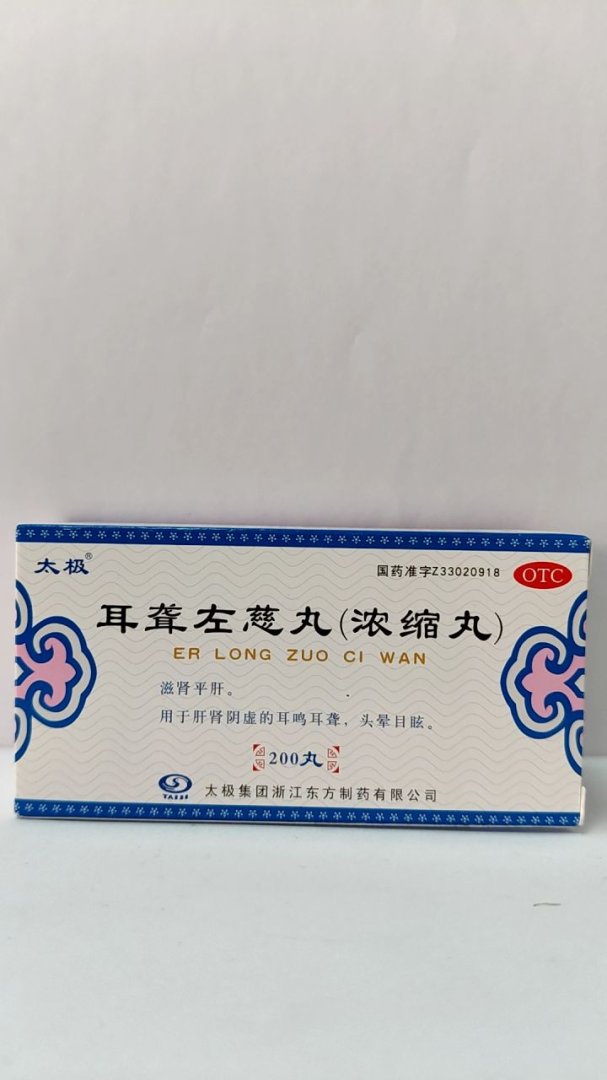 太极®
国药准字Z33020918
OTC
耳聋左慈丸(浓缩丸)
ER LONG ZUO CI WAN
滋肾平肝。
用于肝肾阴虚的耳鸣耳聋,头晕目眩。
200丸
TAIJI
太极集团浙江东方制药有限公司